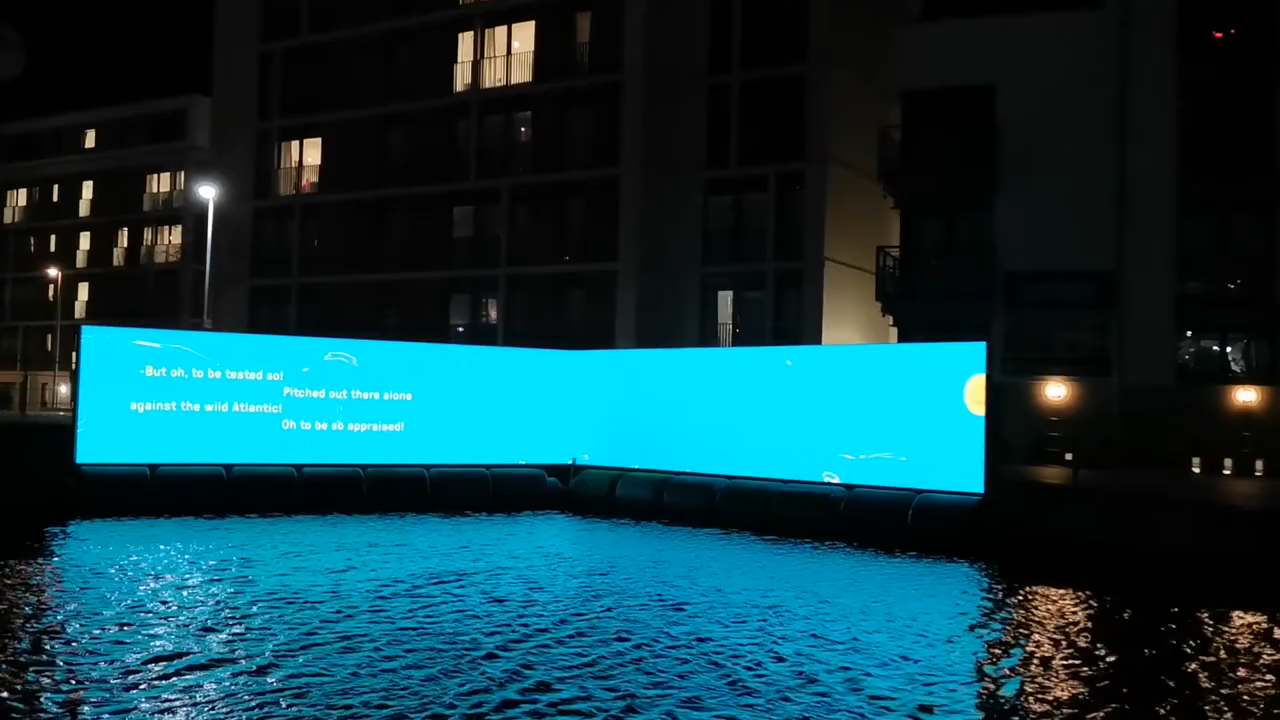 -But oh, to be tested so!
Pitched out there alone
against the wild Atlantic!
Oh to be so appraised!